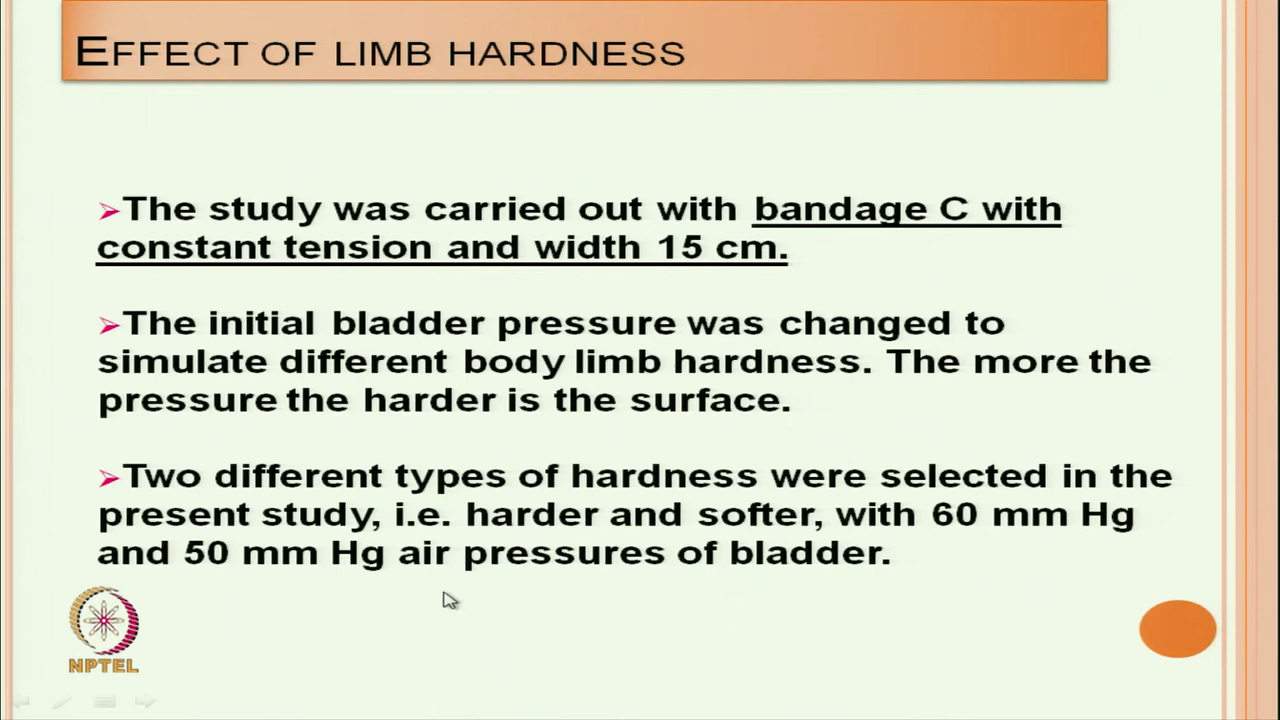 EFFECT OF LIMB HARDNESS
➢The study was carried out with bandage C with
constant tension and width 15 cm.
➢The initial bladder pressure was changed to
simulate different body limb hardness. The more the
pressure the harder is the surface.
➢Two different types of hardness were selected in the
present study, i.e. harder and softer, with 60 mm Hg
and 50 mm Hg air pressures of bladder.
NPTEL